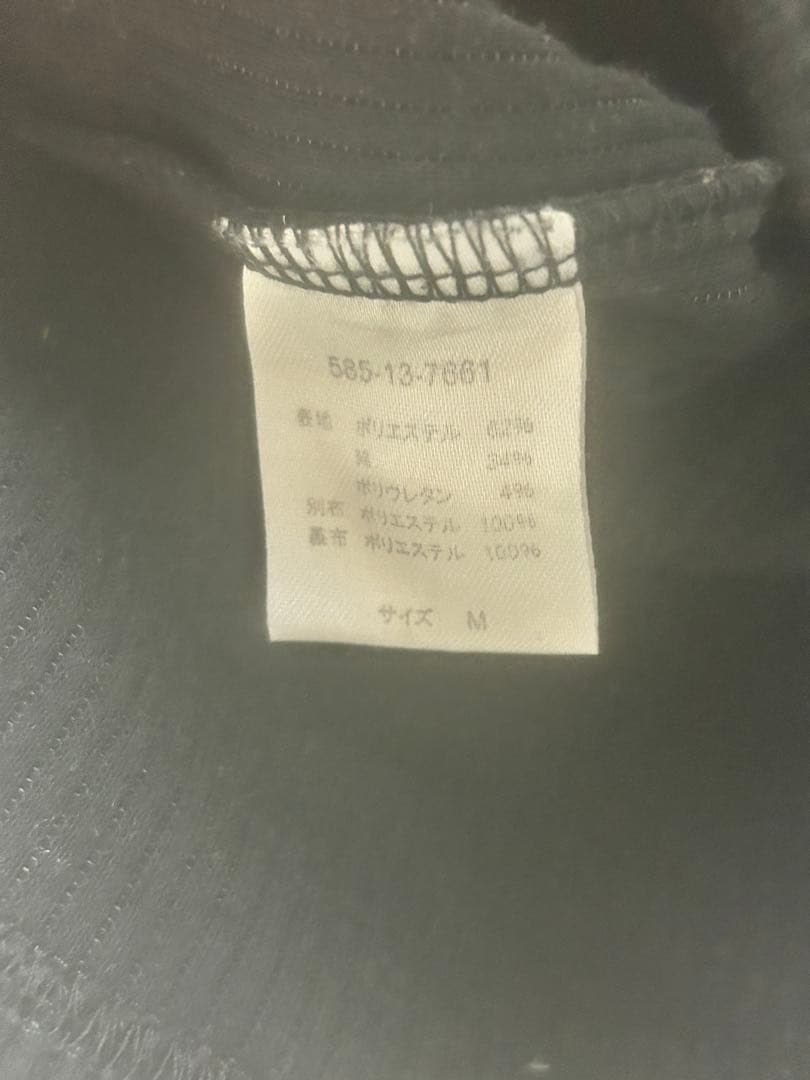 585-13-7661
表地 ポリエステル 62%
綿 34%
ポリウレタン 4%
別布 ポリエステル 100%
裏布 ポリエステル 100%
サイズ M